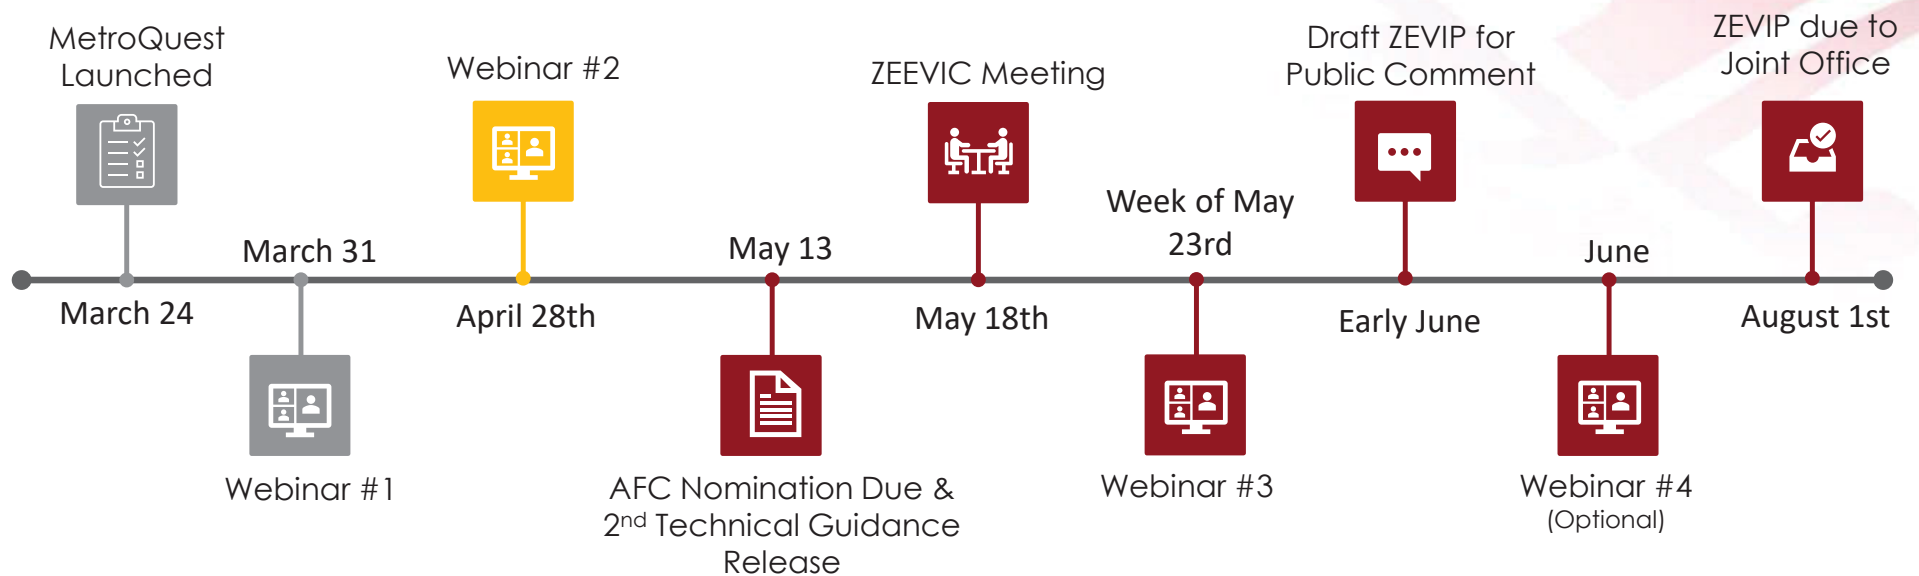 MetroQuest
Launched
March 24
March 31
Webinar #1
Webinar #2
April 28th
May 13
AFC Nomination Due &
2nd Technical Guidance
Release
ZEEVIC Meeting
May 18th
Week of May
23rd
Webinar #3
Draft ZEVIP for
Public Comment
Early June
June
Webinar #4
(Optional)
ZEVIP due to
Joint Office
August 1st